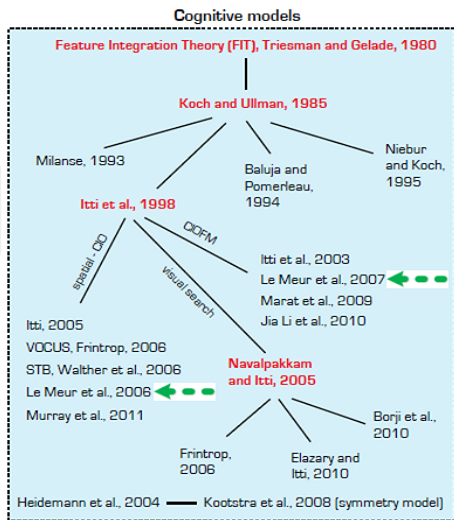 Cognitive models
Feature Integration Theory (FIT), Triesman and Gelade, 1980
Koch and Ullman, 1985
Milanse, 1993
Baluja and
Pomerleau,
1994
Niebur
and Koch,
1995
Itti et al., 1998
spatial - CIO
visual search
CIOFM
Itti et al., 2003
Le Meur et al., 2007
Marat et al., 2009
Jia Li et al., 2010
Itti, 2005
VOCUS, Frintrop, 2006
STB, Walther et al., 2006
Le Meur et al., 2006
Murray et al., 2011
Navalpakkam
and Itti, 2005
Frintrop,
2006
Elazary and
Itti, 2010
Borji et al.,
2010
Heidemann et al., 2004
Kootstra et al., 2008 (symmetry model)